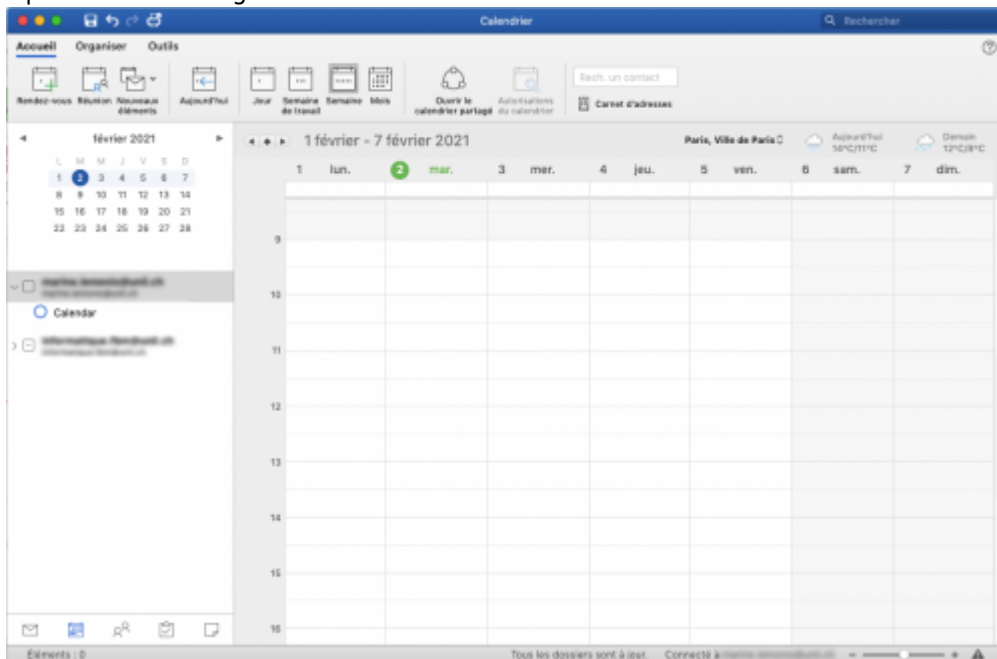 Calendrier
Rechercher
Accueil Organiser Outils
Rendez-vous Réunion Nouveaux éléments Aujourd'hui Jour Semaine de travail Semaine Mois Ouvrir le calendrier partagé Autorisations du calendrier
Rech. un contact
Carnet d'adresses
février 2021
L M M J V S D
1 2 3 4 5 6 7
8 9 10 11 12 13 14
15 16 17 18 19 20 21
22 23 24 25 26 27 28
Calendar
1 février - 7 février 2021
Paris, Ville de Paris
Aujourd'hui
Demain
1 lun. 2 mar. 3 mer. 4 jeu. 5 ven. 6 sam. 7 dim.
9
10
11
12
13
14
15
16
Éléments : 0
Tous les dossiers sont à jour. Connecté à